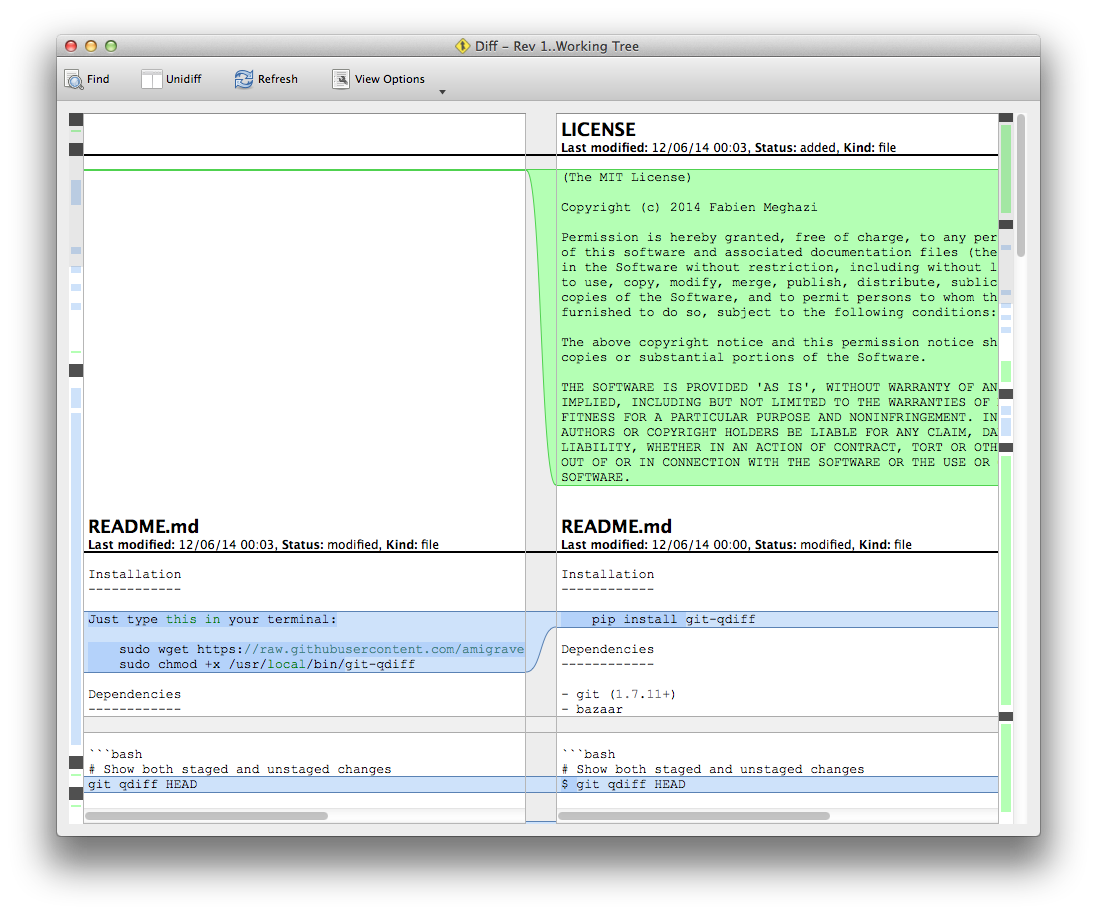 Diff – Rev 1..Working Tree
Find
Unidiff
Refresh
View Options
LICENSE
Last modified: 12/06/14 00:03, Status: added, Kind: file
(The MIT License)
Copyright (c) 2014 Fabien Meghazi
Permission is hereby granted, free of charge, to any per
of this software and associated documentation files (the
in the Software without restriction, including without l
to use, copy, modify, merge, publish, distribute, sublic
copies of the Software, and to permit persons to whom th
furnished to do so, subject to the following conditions:
The above copyright notice and this permission notice sh
copies or substantial portions of the Software.
THE SOFTWARE IS PROVIDED 'AS IS', WITHOUT WARRANTY OF AN
IMPLIED, INCLUDING BUT NOT LIMITED TO THE WARRANTIES OF
FITNESS FOR A PARTICULAR PURPOSE AND NONINFRINGEMENT. IN
AUTHORS OR COPYRIGHT HOLDERS BE LIABLE FOR ANY CLAIM, DA
LIABILITY, WHETHER IN AN ACTION OF CONTRACT, TORT OR OTH
OUT OF OR IN CONNECTION WITH THE SOFTWARE OR THE USE OR
SOFTWARE.
README.md
Last modified: 12/06/14 00:03, Status: modified, Kind: file
Installation
------------
Just type this in your terminal:
sudo wget https://raw.githubusercontent.com/amigrave
sudo chmod +x /usr/local/bin/git-qdiff
Dependencies
------------
```bash
# Show both staged and unstaged changes
git qdiff HEAD
README.md
Last modified: 12/06/14 00:00, Status: modified, Kind: file
Installation
------------
pip install git-qdiff
Dependencies
------------
- git (1.7.11+)
- bazaar
```bash
# Show both staged and unstaged changes
$ git qdiff HEAD